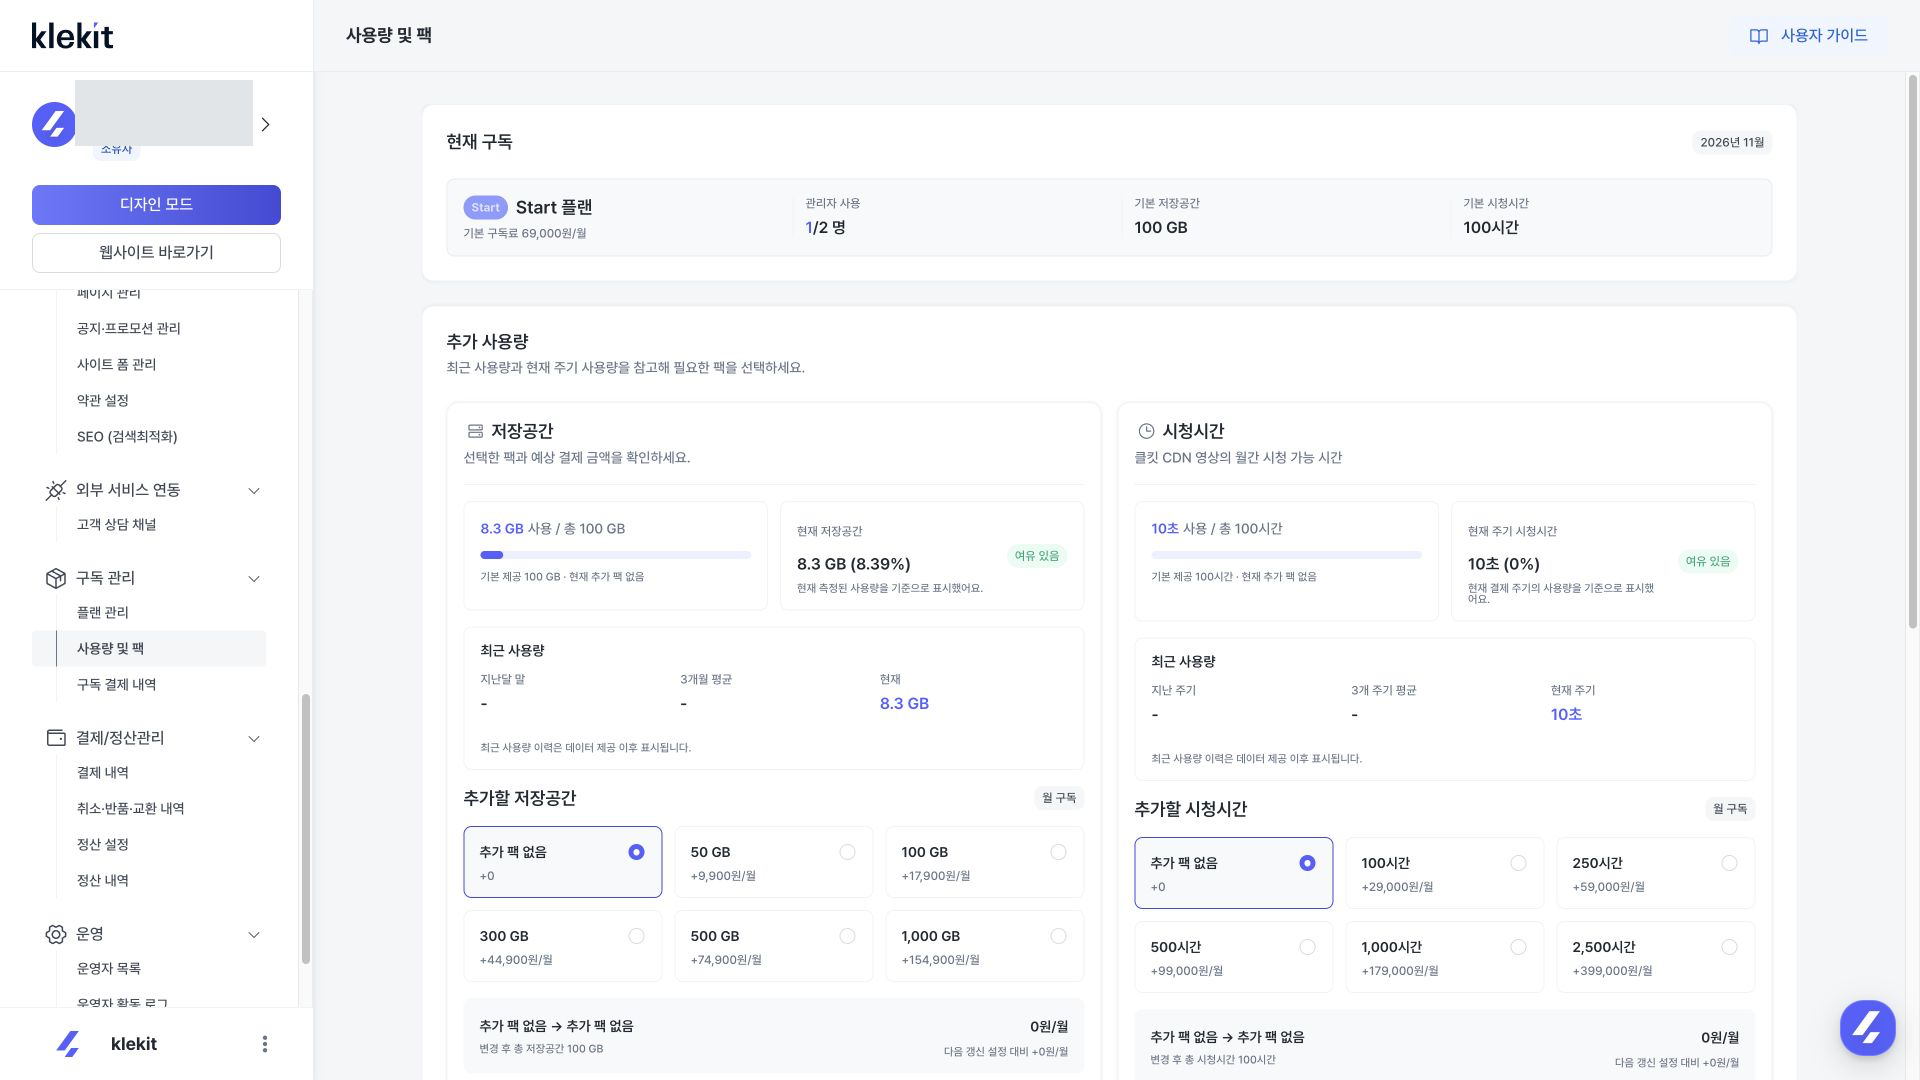 klekit
소유자
디자인 모드
웹사이트 바로가기
페이지 관리
공지·프로모션 관리
사이트 폼 관리
약관 설정
SEO (검색최적화)
외부 서비스 연동
고객 상담 채널
구독 관리
플랜 관리
사용량 및 팩
구독 결제 내역
결제/정산관리
결제 내역
취소·반품·교환 내역
정산 설정
정산 내역
운영
운영자 목록
운영자 활동 로그
klekit
사용량 및 팩
사용자 가이드
현재 구독
2026년 11월
Start Start 플랜
기본 구독료 69,000원/월
관리자 사용
1/2 명
기본 저장공간
100 GB
기본 시청시간
100시간
추가 사용량
최근 사용량과 현재 주기 사용량을 참고해 필요한 팩을 선택하세요.
저장공간
선택한 팩과 예상 결제 금액을 확인하세요.
8.3 GB 사용 / 총 100 GB
기본 제공 100 GB · 현재 추가 팩 없음
현재 저장공간
8.3 GB (8.39%)
현재 측정된 사용량을 기준으로 표시했어요.
여유 있음
최근 사용량
지난달 말
-
3개월 평균
-
현재
8.3 GB
최근 사용량 이력은 데이터 제공 이후 표시됩니다.
추가할 저장공간
월 구독
추가 팩 없음
+0
50 GB
+9,900원/월
100 GB
+17,900원/월
300 GB
+44,900원/월
500 GB
+74,900원/월
1,000 GB
+154,900원/월
추가 팩 없음 → 추가 팩 없음
변경 후 총 저장공간 100 GB
0원/월
다음 갱신 설정 대비 +0원/월
시청시간
클킷 CDN 영상의 월간 시청 가능 시간
10초 사용 / 총 100시간
기본 제공 100시간 · 현재 추가 팩 없음
현재 주기 시청시간
10초 (0%)
현재 결제 주기의 사용량을 기준으로 표시했
어요.
여유 있음
최근 사용량
지난 주기
-
3개 주기 평균
-
현재 주기
10초
최근 사용량 이력은 데이터 제공 이후 표시됩니다.
추가할 시청시간
월 구독
추가 팩 없음
+0
100시간
+29,000원/월
250시간
+59,000원/월
500시간
+99,000원/월
1,000시간
+179,000원/월
2,500시간
+399,000원/월
추가 팩 없음 → 추가 팩 없음
변경 후 총 시청시간 100시간
0원/월
다음 갱신 설정 대비 +0원/월